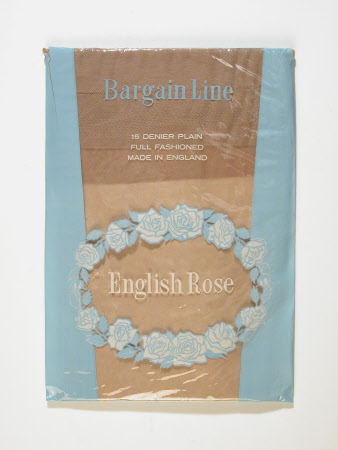 Bargain Line
15 DENIER PLAIN
FULL FASHIONED
MADE IN ENGLAND
English Rose